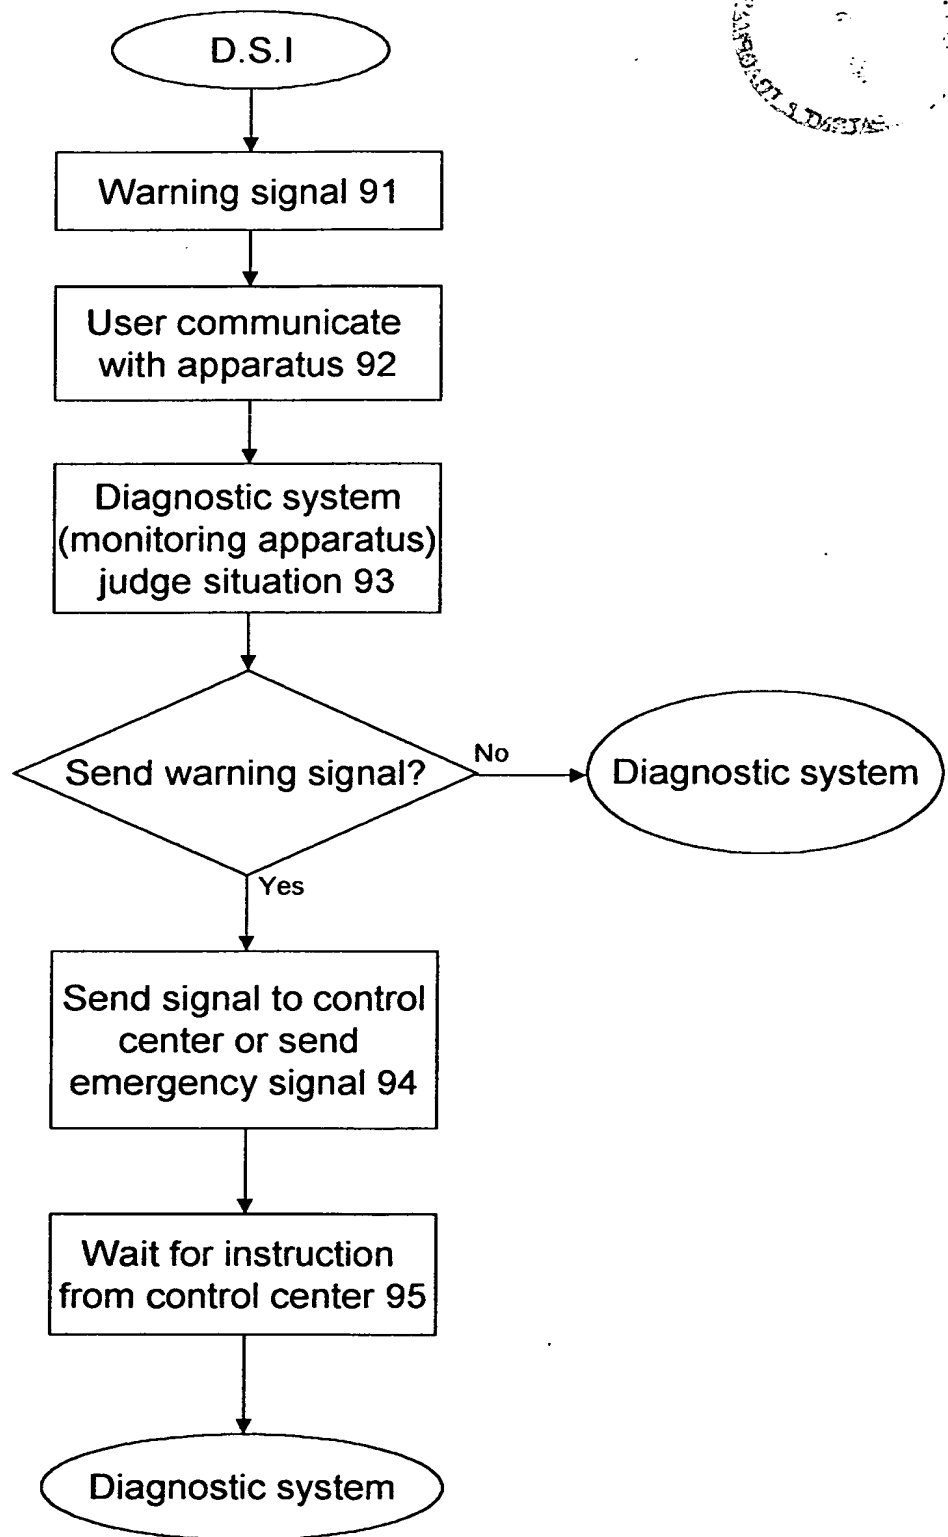 D.S.I
Warning signal 91
User communicate
with apparatus 92
Diagnostic system
(monitoring apparatus)
judge situation 93
Send warning signal?
No
Diagnostic system
Yes
Send signal to control
center or send
emergency signal 94
Wait for instruction
from control center 95
Diagnostic system